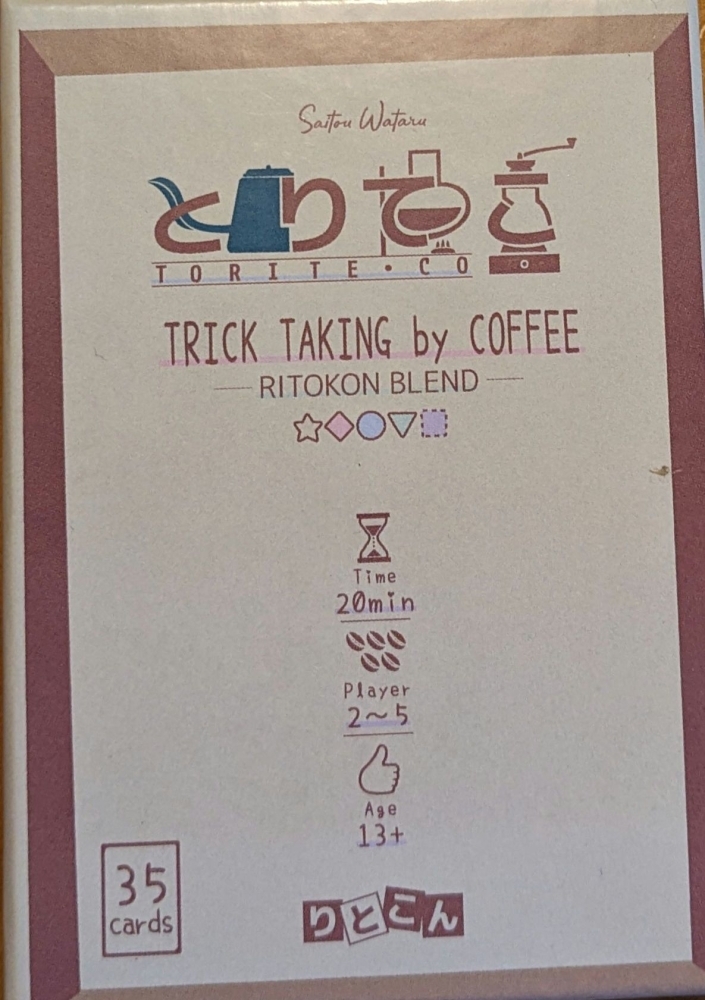 Saitou Wataru
とりてこ
TORITE・CO
TRICK TAKING by COFFEE
RITOKON BLEND
Time
20min
Player
2〜5
Age
13+
35
cards
りとこん